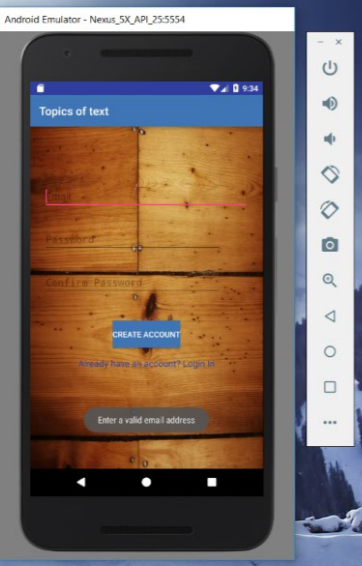 Android Emulator - Nexus_5X_API_25:5554
9:34
Topics of text
Password
Confirm Password
CREATE ACCOUNT
Already have an account? Login In
Enter a valid email address